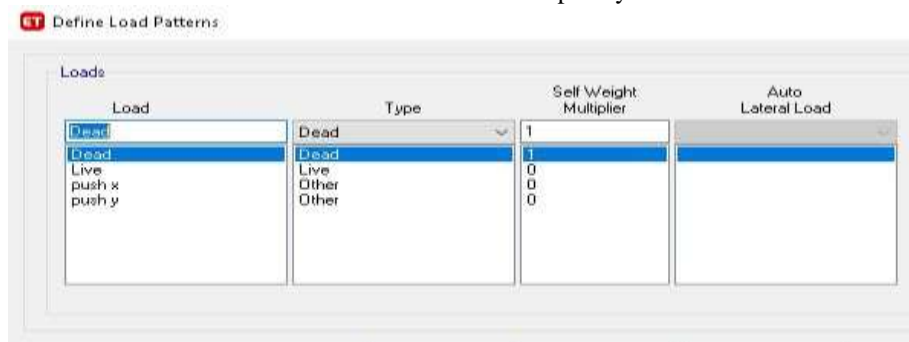 ET Define Load Patterns
Loads
Load Type Self Weight Multiplier Auto Lateral Load
Dead Dead 1
Dead Dead 1
Live Live 0
push x Other 0
push y Other 0